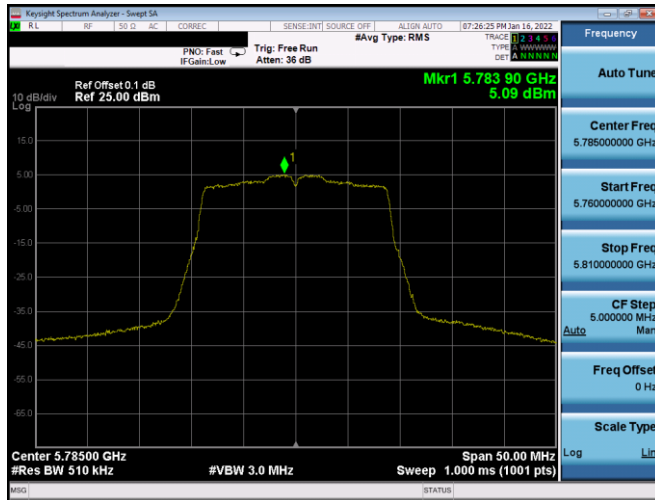 Keysight Spectrum Analyzer - Swept SA
RL RF 50 Ω AC CORREC SENSE:INT SOURCE OFF ALIGN AUTO 07:26:25 PM Jan 16, 2022
#Avg Type: RMS
TRACE 1 2 3 4 5 6
PNO: Fast Trig: Free Run
TYPE A WWWWW
IFGain:Low Atten: 36 dB
DET A N N N N N
Mkr1 5.783 90 GHz
5.09 dBm
Ref Offset 0.1 dB
10 dB/div Ref 25.00 dBm
Log
15.0
1
5.00
-5.00
-15.0
-25.0
-35.0
-45.0
-55.0
-65.0
Center 5.78500 GHz Span 50.00 MHz
#Res BW 510 kHz #VBW 3.0 MHz Sweep 1.000 ms (1001 pts)
MSG STATUS
Frequency
Auto Tune
Center Freq
5.785000000 GHz
Start Freq
5.760000000 GHz
Stop Freq
5.810000000 GHz
CF Step
5.000000 MHz
Auto Man
Freq Offset
0 Hz
Scale Type
Log Lin